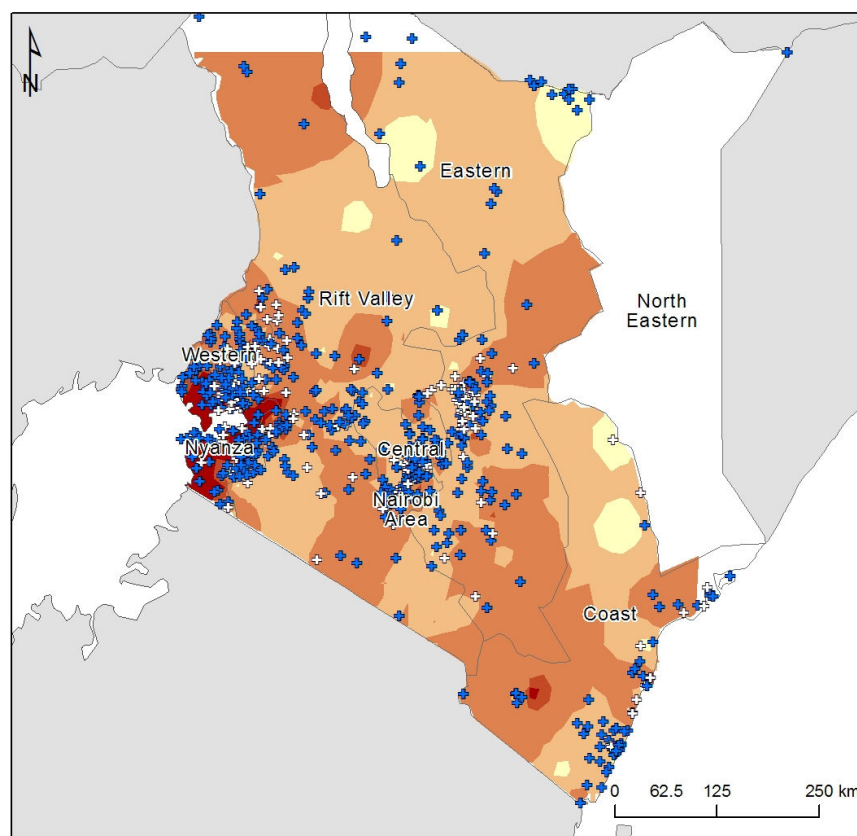 N
Eastern
Rift Valley
North
Eastern
Western
Nyanza
Central
Nairobi
Area
Coast
0 62.5 125 250 km